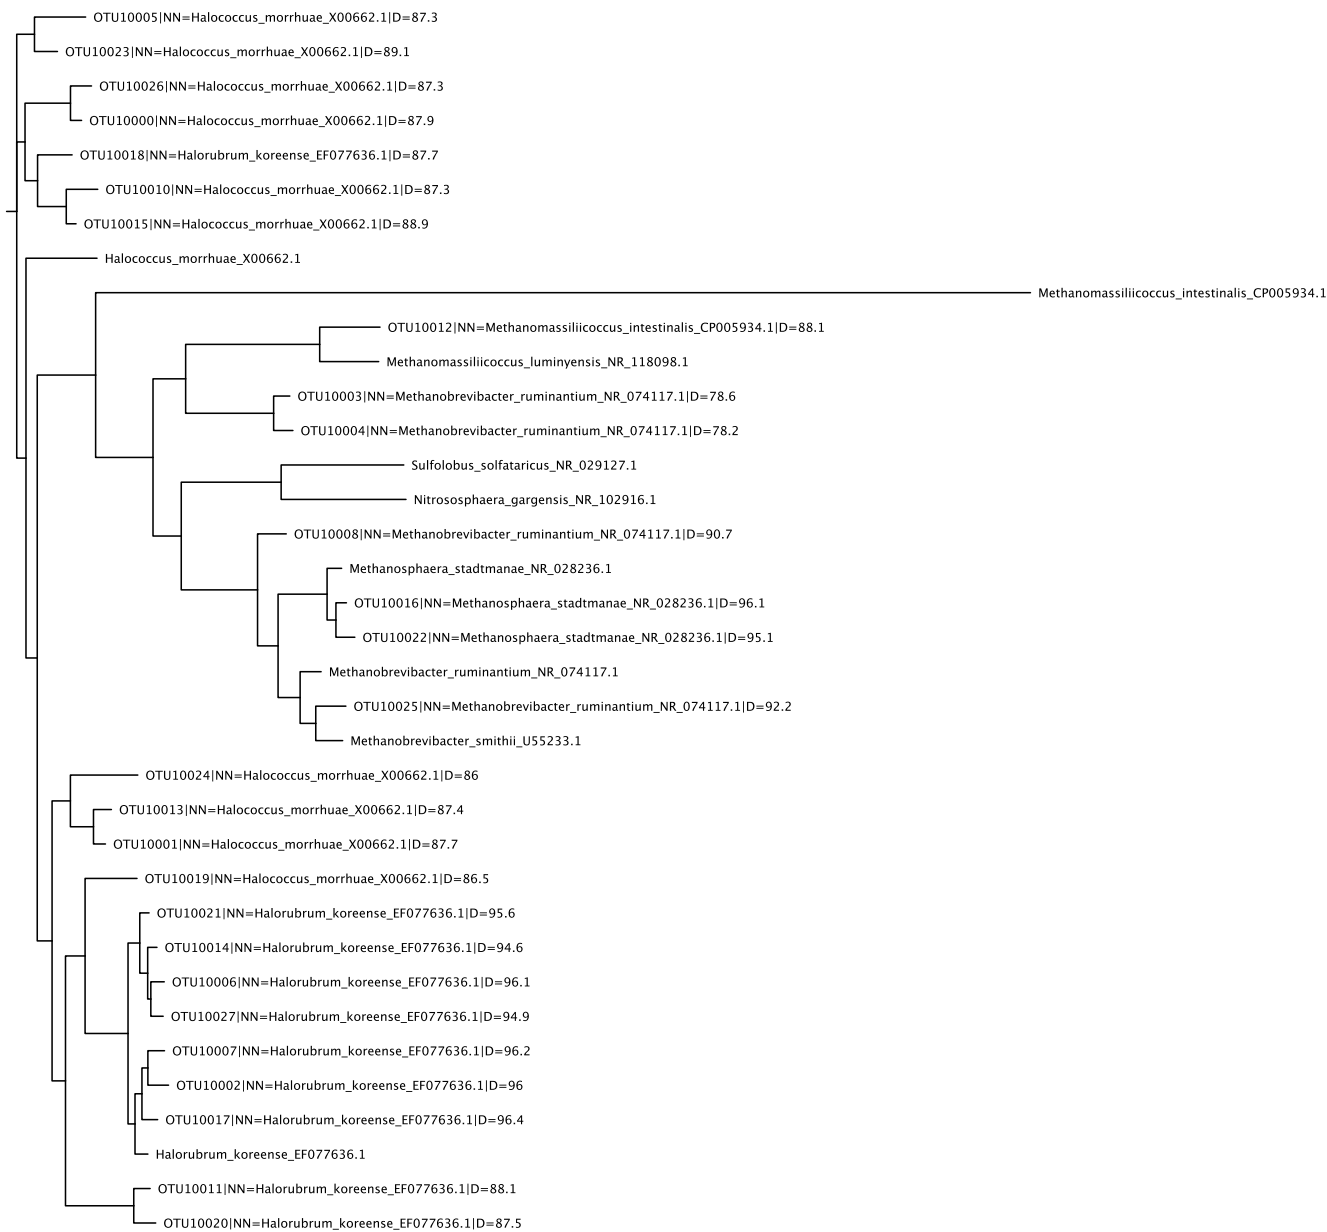 OTU10005|NN=Halococcus_morrhuae_X00662.1|D=87.3
OTU10023|NN=Halococcus_morrhuae_X00662.1|D=89.1
OTU10026|NN=Halococcus_morrhuae_X00662.1|D=87.3
OTU10000|NN=Halococcus_morrhuae_X00662.1|D=87.9
OTU10018|NN=Halorubrum_koreense_EF077636.1|D=87.7
OTU10010|NN=Halococcus_morrhuae_X00662.1|D=87.3
OTU10015|NN=Halococcus_morrhuae_X00662.1|D=88.9
Halococcus_morrhuae_X00662.1
Methanomassiliicoccus_intestinalis_CP005934.1
OTU10012|NN=Methanomassiliicoccus_intestinalis_CP005934.1|D=88.1
Methanomassiliicoccus_luminyensis_NR_118098.1
OTU10003|NN=Methanobrevibacter_ruminantium_NR_074117.1|D=78.6
OTU10004|NN=Methanobrevibacter_ruminantium_NR_074117.1|D=78.2
Sulfolobus_solfataricus_NR_029127.1
Nitrososphaera_gargensis_NR_102916.1
OTU10008|NN=Methanobrevibacter_ruminantium_NR_074117.1|D=90.7
Methanosphaera_stadtmanae_NR_028236.1
OTU10016|NN=Methanosphaera_stadtmanae_NR_028236.1|D=96.1
OTU10022|NN=Methanosphaera_stadtmanae_NR_028236.1|D=95.1
Methanobrevibacter_ruminantium_NR_074117.1
OTU10025|NN=Methanobrevibacter_ruminantium_NR_074117.1|D=92.2
Methanobrevibacter_smithii_U55233.1
OTU10024|NN=Halococcus_morrhuae_X00662.1|D=86
OTU10013|NN=Halococcus_morrhuae_X00662.1|D=87.4
OTU10001|NN=Halococcus_morrhuae_X00662.1|D=87.7
OTU10019|NN=Halococcus_morrhuae_X00662.1|D=86.5
OTU10021|NN=Halorubrum_koreense_EF077636.1|D=95.6
OTU10014|NN=Halorubrum_koreense_EF077636.1|D=94.6
OTU10006|NN=Halorubrum_koreense_EF077636.1|D=96.1
OTU10027|NN=Halorubrum_koreense_EF077636.1|D=94.9
OTU10007|NN=Halorubrum_koreense_EF077636.1|D=96.2
OTU10002|NN=Halorubrum_koreense_EF077636.1|D=96
OTU10017|NN=Halorubrum_koreense_EF077636.1|D=96.4
Halorubrum_koreense_EF077636.1
OTU10011|NN=Halorubrum_koreense_EF077636.1|D=88.1
OTU10020|NN=Halorubrum_koreense_EF077636.1|D=87.5